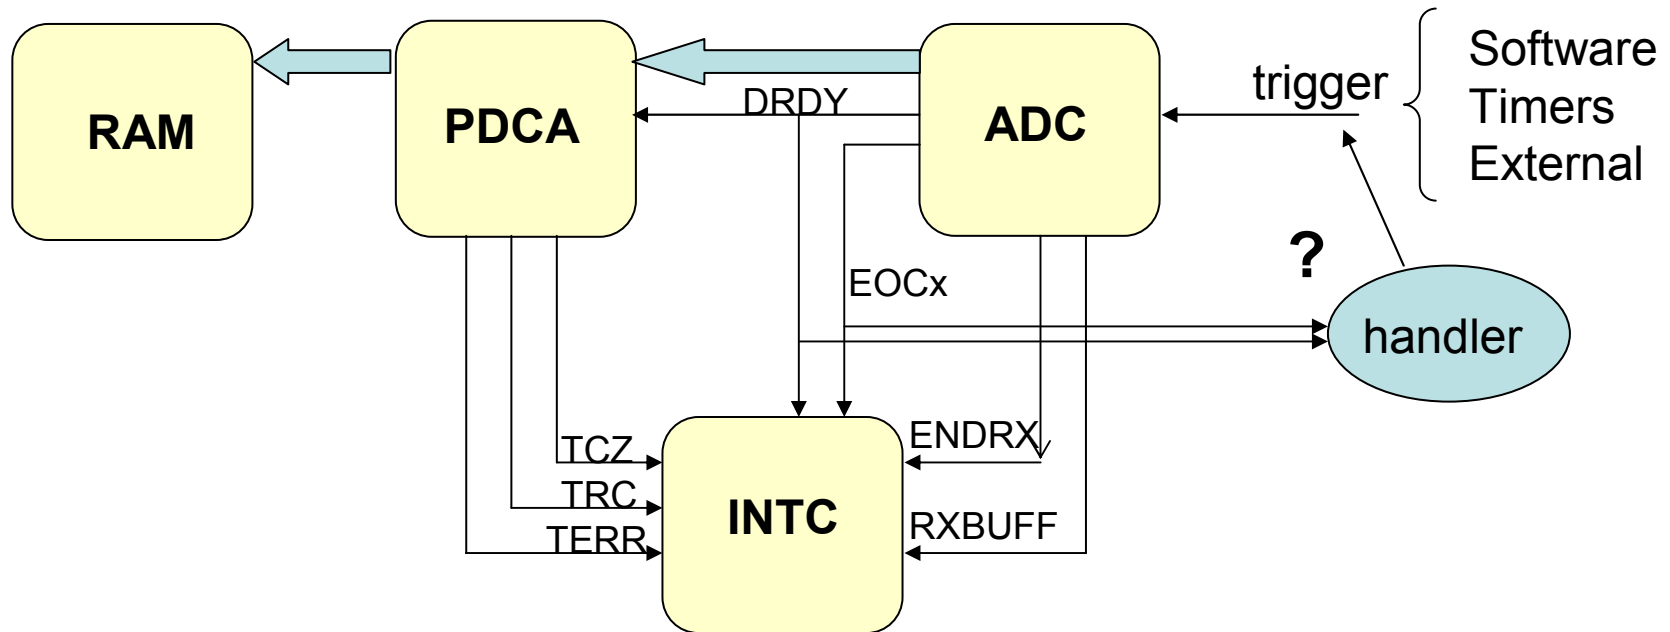 RAM
PDCA
DRDY
ADC
trigger
Software
Timers
External
?
EOCx
handler
TCZ
TRC
TERR
INTC
ENDRX
RXBUFF